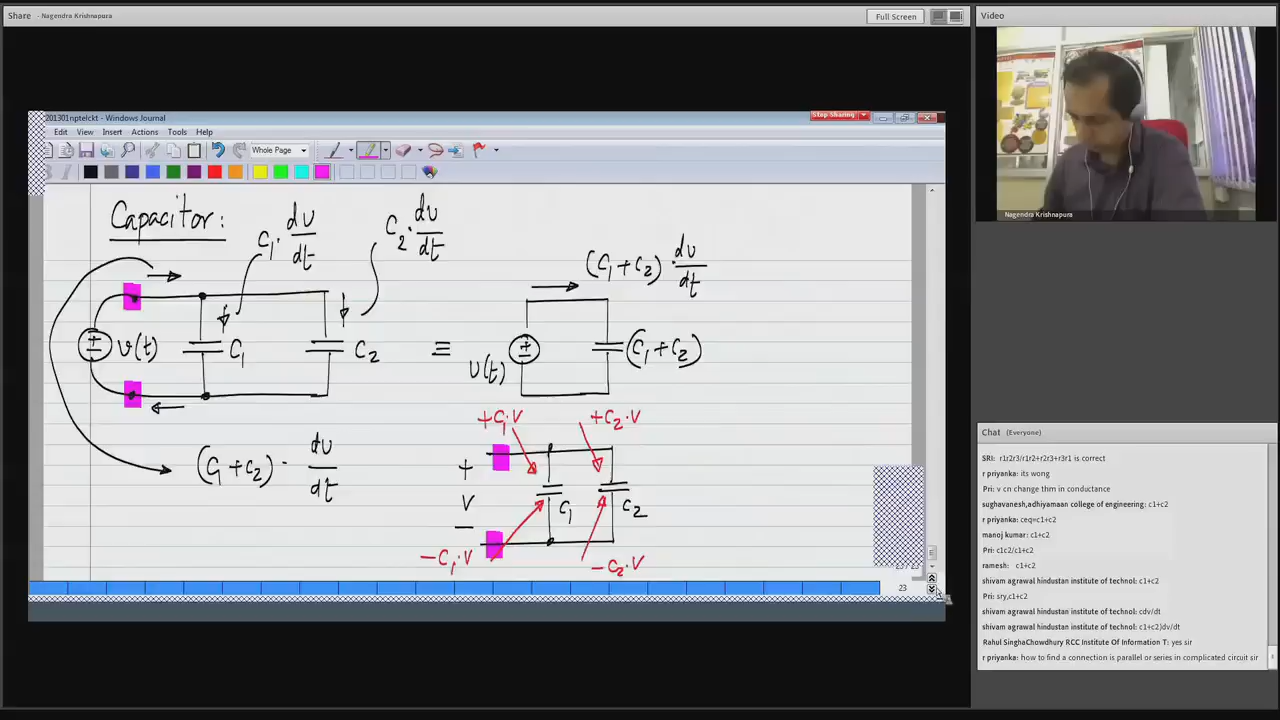 Share - Nagendra Krishnapura
Full Screen
Video
201301nptelckt - Windows Journal
Stop Sharing
Edit View Insert Actions Tools Help
Whole Page
Capacitor:
C1 · dv/dt
C2 · dv/dt
(C1+C2) · dv/dt
v(t)
C1
C2
≡
v(t)
(C1+C2)
(C1+C2) · dv/dt
+C1·V
+C2·V
+
V
−
C1
C2
−C1·V
−C2·V
23
Nagendra Krishnapura
Chat (Everyone)
SRI: r1r2r3/r1r2+r2r3+r3r1 is correct
r priyanka: its wong
Pri: v cn change thm in conductance
sughavanesh,adhiyamaan college of engineering: c1+c2
r priyanka: ceq=c1+c2
manoj kumar: c1+c2
Pri: c1c2/c1+c2
ramesh: c1+c2
shivam agrawal hindustan institute of technol: c1+c2
Pri: sry,c1+c2
shivam agrawal hindustan institute of technol: cdv/dt
shivam agrawal hindustan institute of technol: c1+c2)dv/dt
Rahul SinghaChowdhury RCC Institute Of Information T: yes sir
r priyanka: how to find a connection is parallel or series in complicated circuit sir